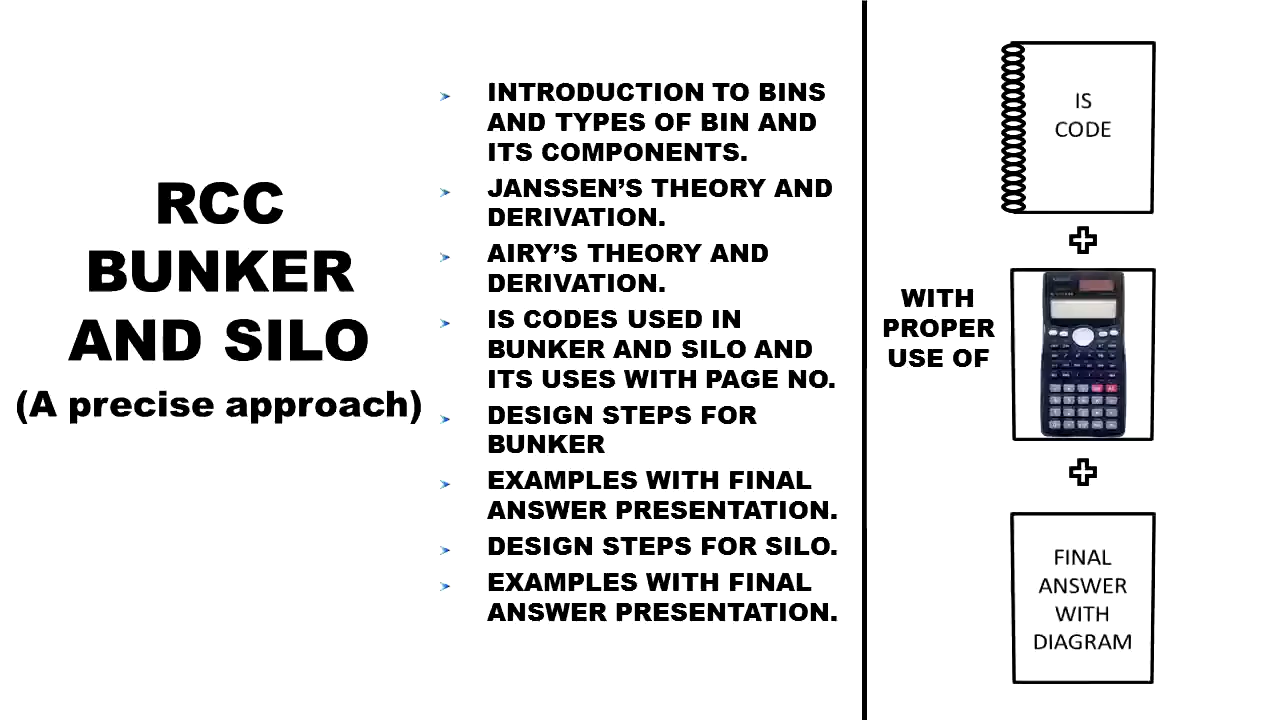 RCC
BUNKER
AND SILO
(A precise approach)
INTRODUCTION TO BINS
AND TYPES OF BIN AND
ITS COMPONENTS.
JANSSEN'S THEORY AND
DERIVATION.
AIRY'S THEORY AND
DERIVATION.
IS CODES USED IN
BUNKER AND SILO AND
ITS USES WITH PAGE NO.
DESIGN STEPS FOR
BUNKER
EXAMPLES WITH FINAL
ANSWER PRESENTATION.
DESIGN STEPS FOR SILO.
EXAMPLES WITH FINAL
ANSWER PRESENTATION.
WITH
PROPER
USE OF
IS
CODE
FINAL
ANSWER
WITH
DIAGRAM